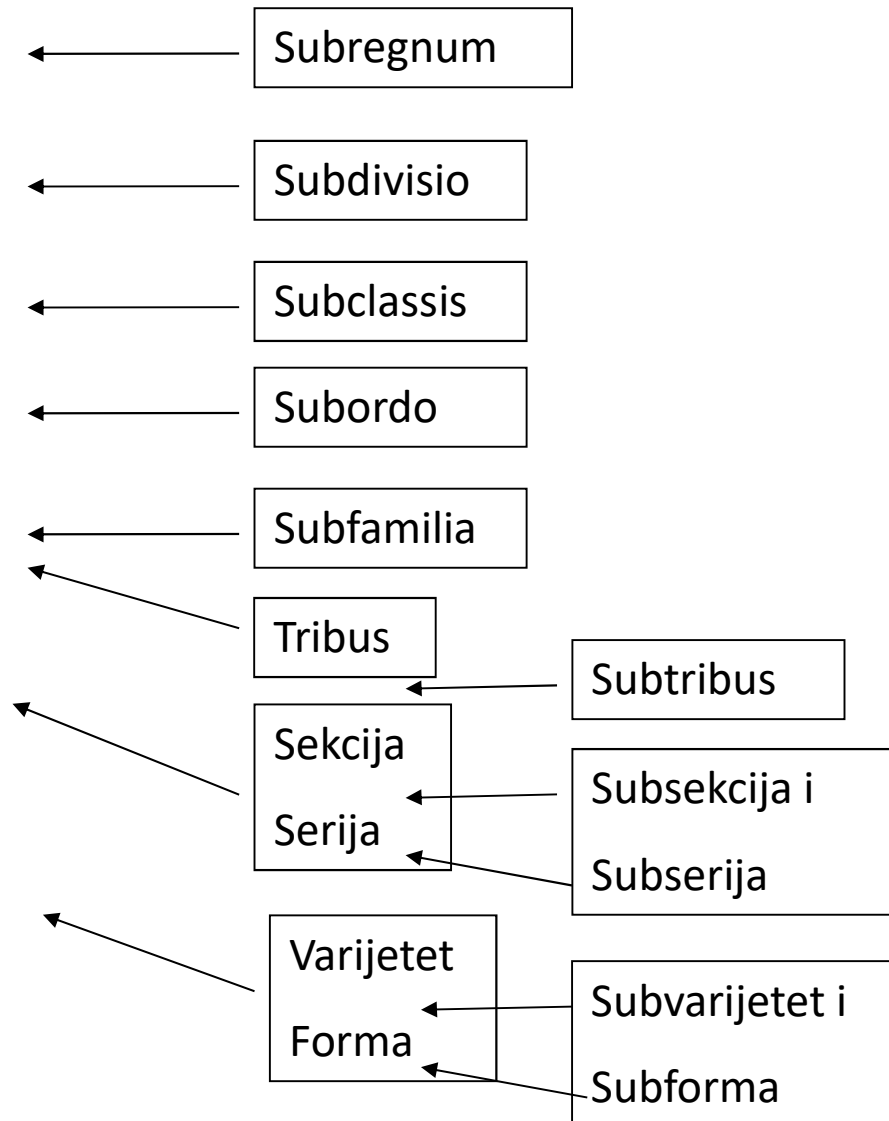 Subregnum
Subdivisio
Subclassis
Subordo
Subfamilia
Tribus
Subtribus
Sekcija
Serija
Subsekcija i
Subserija
Varijetet
Forma
Subvarijetet i
Subforma